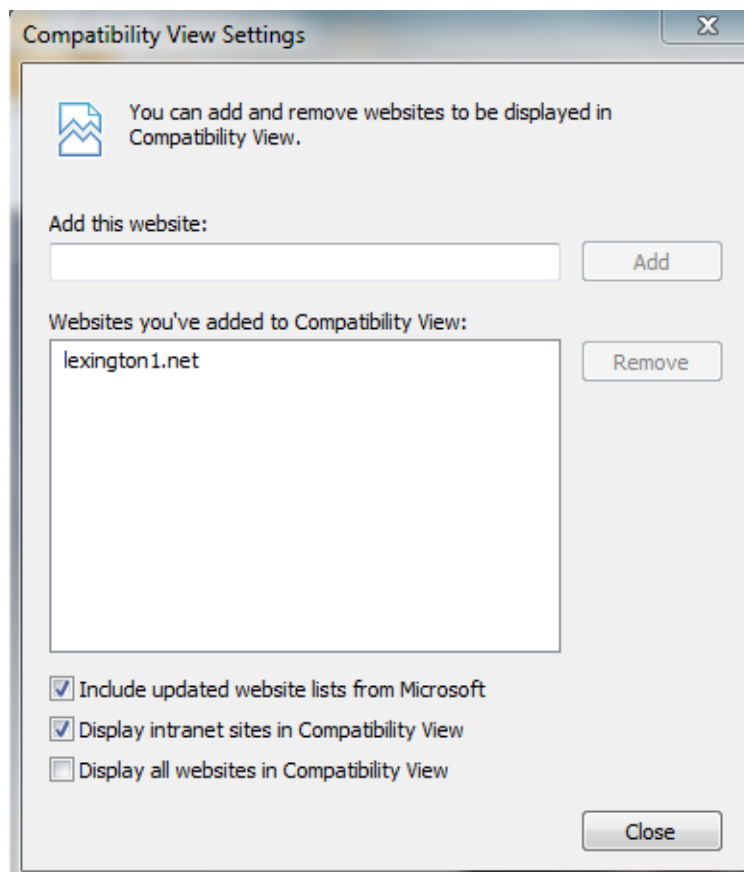 Compatibility View Settings
You can add and remove websites to be displayed in
Compatibility View.
Add this website:
Add
Websites you've added to Compatibility View:
lexington1.net
Remove
Include updated website lists from Microsoft
Display intranet sites in Compatibility View
Display all websites in Compatibility View
Close